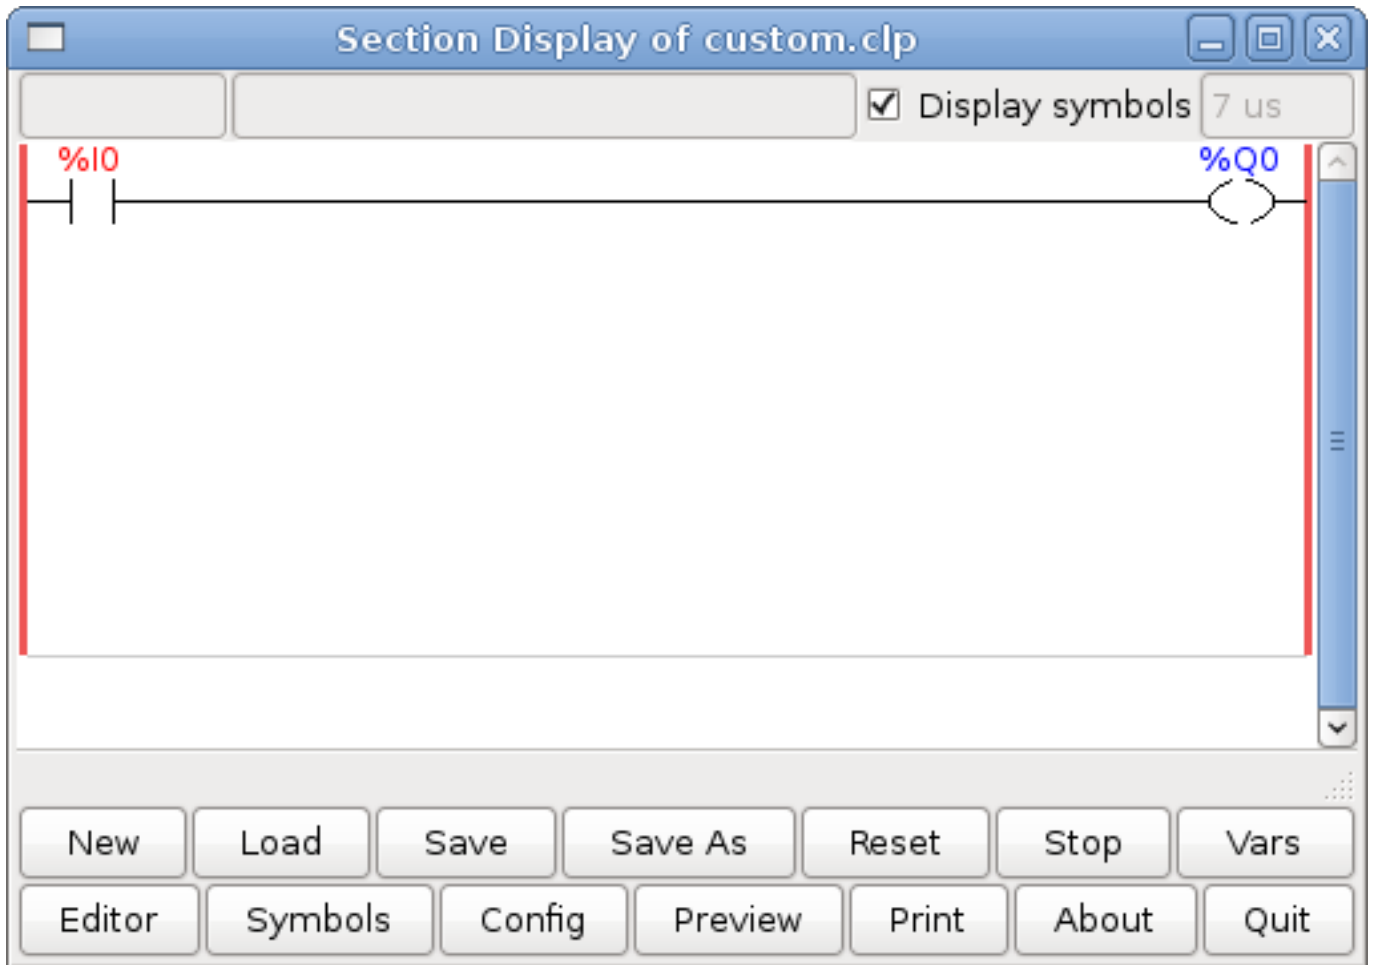 Section Display of custom.clp
Display symbols 7 us
%I0 %Q0
New Load Save Save As Reset Stop Vars
Editor Symbols Config Preview Print About Quit